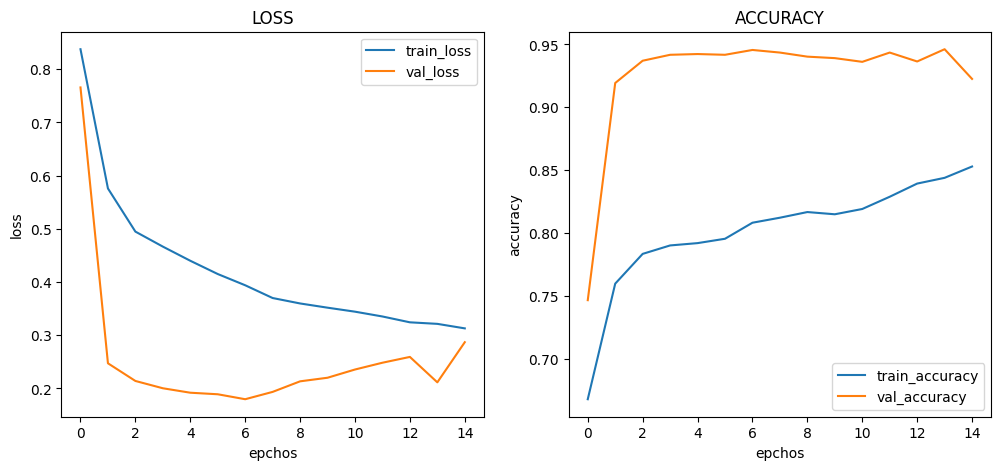 LOSS
0.8
0.7
0.6
0.5
0.4
0.3
0.2
loss
0 2 4 6 8 10 12 14
epchos
train_loss
val_loss
ACCURACY
0.95
0.90
0.85
0.80
0.75
0.70
accuracy
0 2 4 6 8 10 12 14
epchos
train_accuracy
val_accuracy